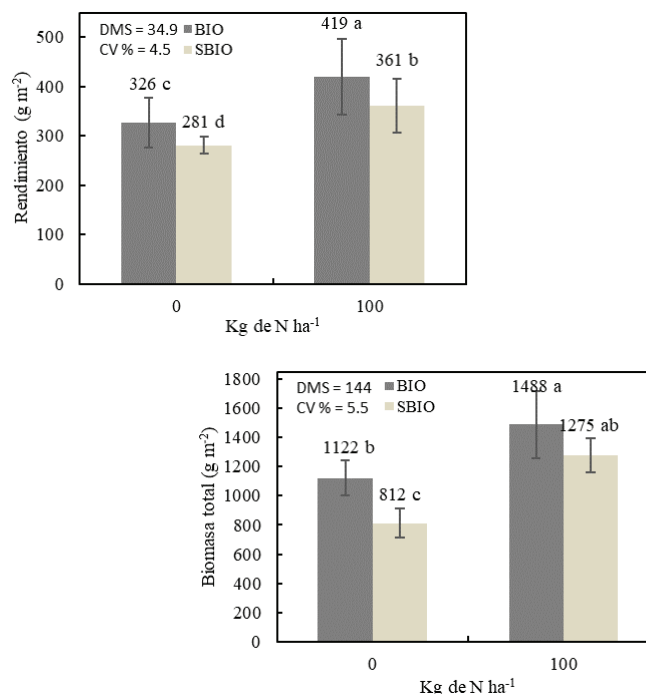 DMS = 34.9
CV % = 4.5
BIO
SBIO
500
400
300
200
100
0
Rendimiento (g m-2)
326 c
281 d
419 a
361 b
0
100
Kg de N ha-1
DMS = 144
CV % = 5.5
BIO
SBIO
1800
1600
1400
1200
1000
800
600
400
200
0
Biomasa total (g m-2)
1122 b
812 c
1488 a
1275 ab
0
100
Kg de N ha-1